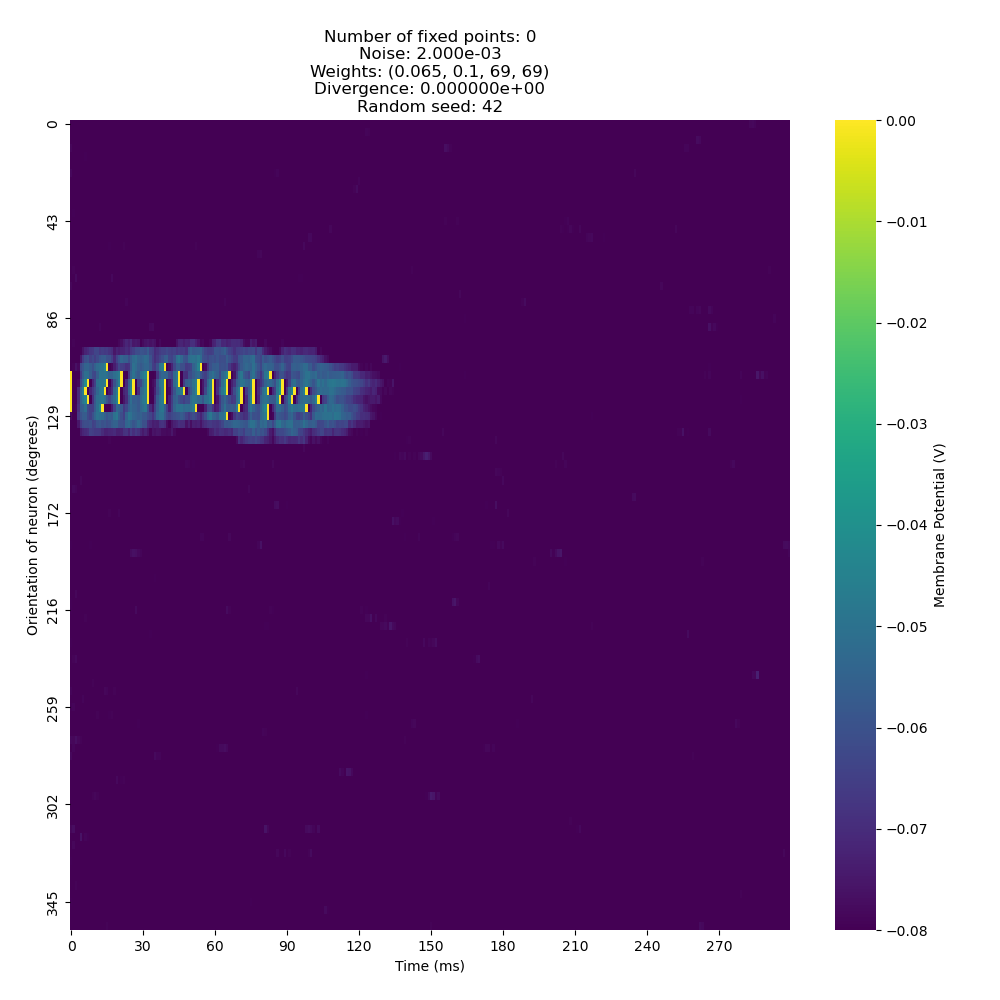 Number of fixed points: 0
Noise: 2.000e-03
Weights: (0.065, 0.1, 69, 69)
Divergence: 0.000000e+00
Random seed: 42
Orientation of neuron (degrees)
0
43
86
129
172
216
259
302
345
0 30 60 90 120 150 180 210 240 270
Time (ms)
0.00
−0.01
−0.02
−0.03
−0.04
−0.05
−0.06
−0.07
−0.08
Membrane Potential (V)